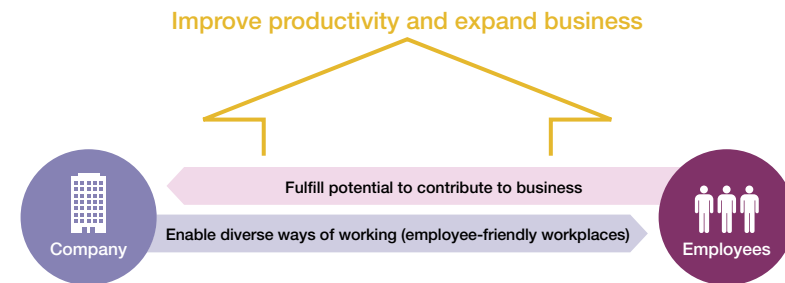 Improve productivity and expand business
Fulfill potential to contribute to business
Enable diverse ways of working (employee-friendly workplaces)
Company
Employees